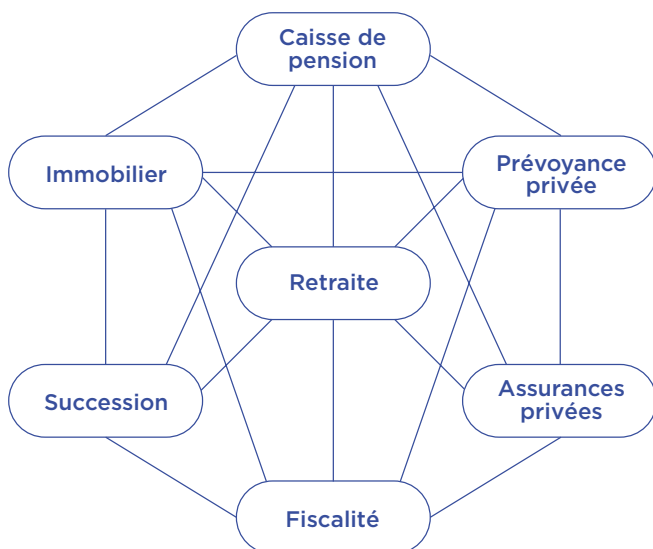 Caisse de
pension
Immobilier
Prévoyance
privée
Retraite
Succession
Assurances
privées
Fiscalité